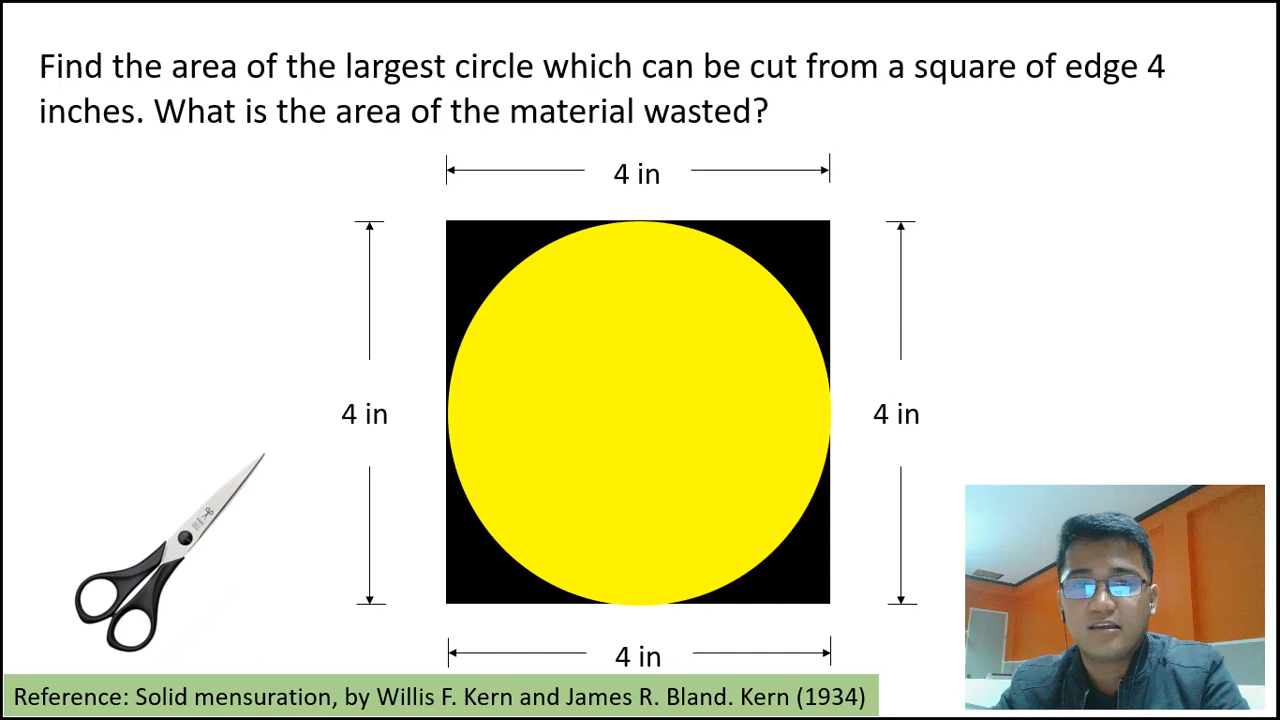 Find the area of the largest circle which can be cut from a square of edge 4
inches. What is the area of the material wasted?
4 in
4 in
4 in
4 in
Reference: Solid mensuration, by Willis F. Kern and James R. Bland. Kern (1934)